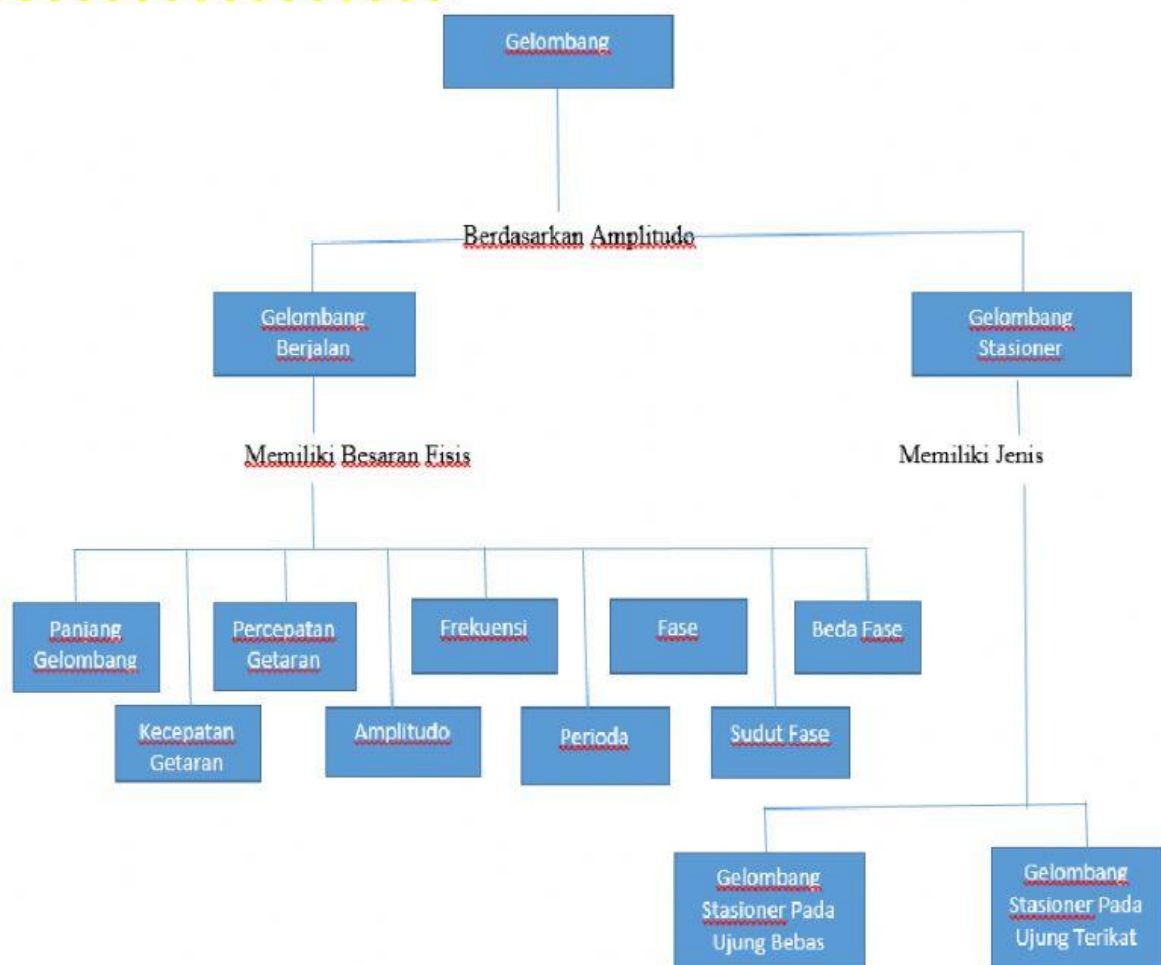 Gelombang
Berdasarkan Amplitudo
Gelombang
Berjalan
Gelombang
Stasioner
Memiliki Besaran Fisis
Memiliki Jenis
Panjang
Gelombang
Percepatan
Getaran
Frekuensi
Fase
Beda Fase
Kecepatan
Getaran
Amplitudo
Perioda
Sudut Fase
Gelombang
Stasioner Pada
Ujung Bebas
Gelombang
Stasioner Pada
Ujung Terikat